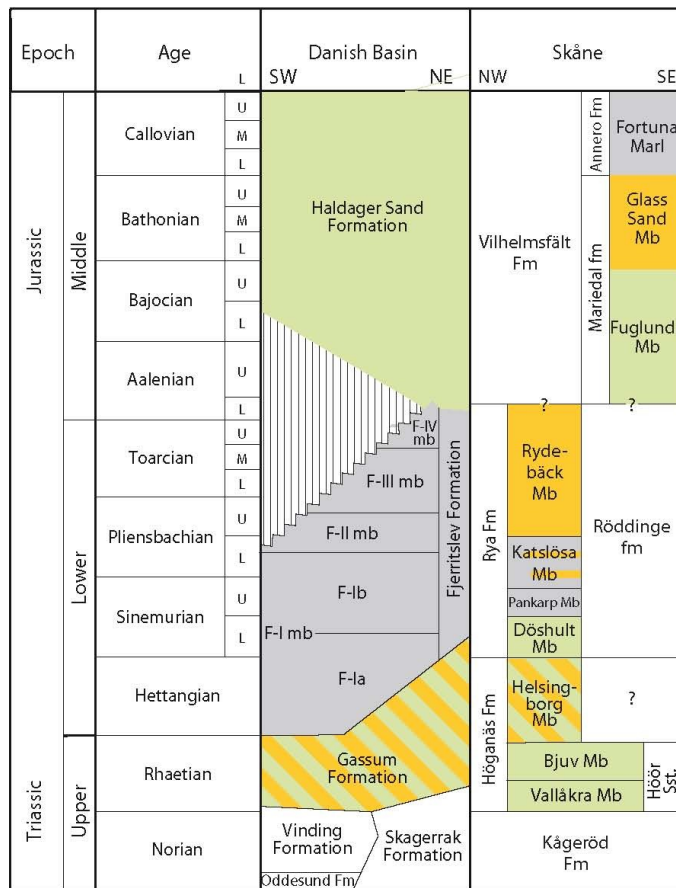 Epoch
Age
L
Danish Basin
SW
NE
Skåne
NW
SE
Jurassic
Middle
Lower
Triassic
Upper
Callovian
U
M
L
Bathonian
U
M
L
Bajocian
U
L
Aalenian
U
L
Toarcian
U
M
L
Pliensbachian
U
L
Sinemurian
U
L
Hettangian
Rhaetian
Norian
Haldager Sand
Formation
F-IV
mb
F-III mb
F-II mb
F-Ib
F-I mb
F-Ia
Fjerritslev Formation
Gassum
Formation
Vinding
Formation
Skagerrak
Formation
Oddesund Fm
Vilhelmsfält
Fm
Annero Fm
Fortuna
Marl
Mariedal fm
Glass
Sand
Mb
Fuglunda
Mb
?
?
Rya Fm
Ryde-
bäck
Mb
Katslösa
Mb
Pankarp Mb
Döshult
Mb
Röddinge
fm
Höganäs Fm
Helsing-
borg
Mb
?
Bjuv Mb
Vallåkra Mb
Höör
Sst.
Kågeröd
Fm